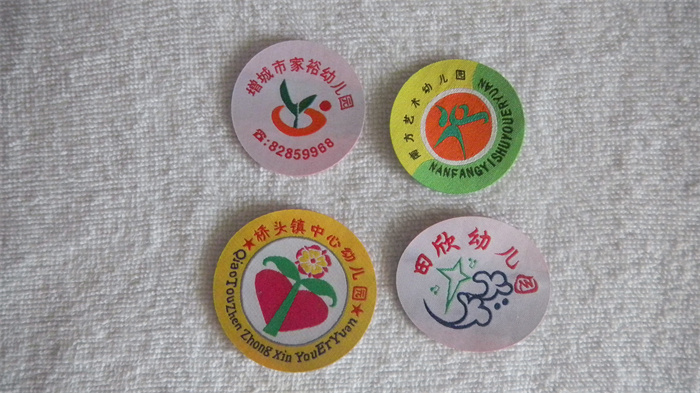 增城市家裕幼儿园
☎:82859968
南方艺术幼儿园
NANFANGYISHUYOUERYUAN
桥头镇中心幼儿园
QiaoTouZhen Zhong Xin YouErYuan
田欣幼儿园